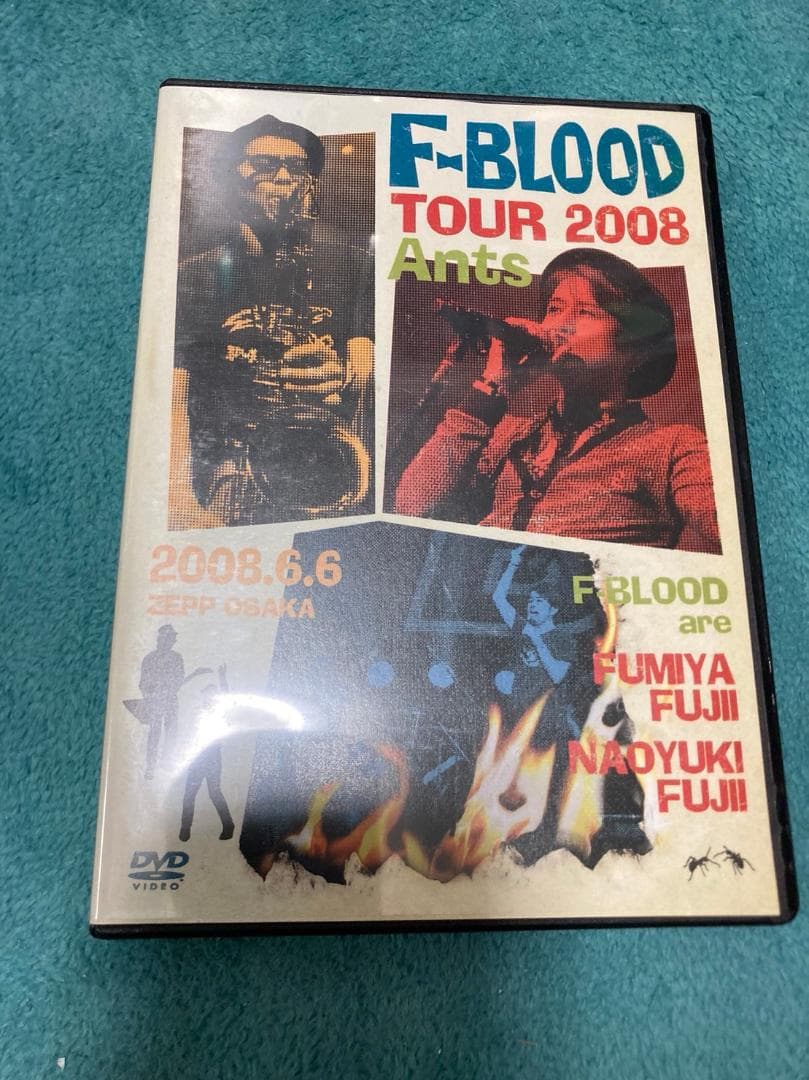 F-BLOOD
TOUR 2008
Ants
2008.6.6
ZEPP OSAKA
F-BLOOD
are
FUMIYA
FUJII
NAOYUKI
FUJII
DVD
VIDEO